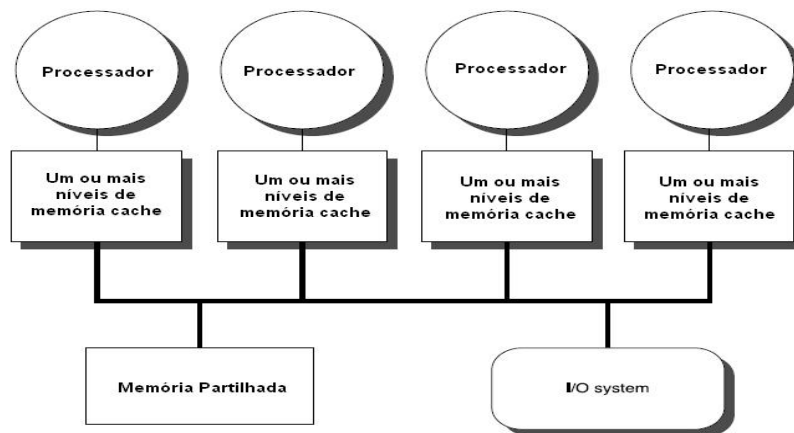 Processador
Processador
Processador
Processador
Um ou mais
níveis de
memória cache
Um ou mais
níveis de
memória cache
Um ou mais
níveis de
memória cache
Um ou mais
níveis de
memória cache
Memória Partilhada
I/O system